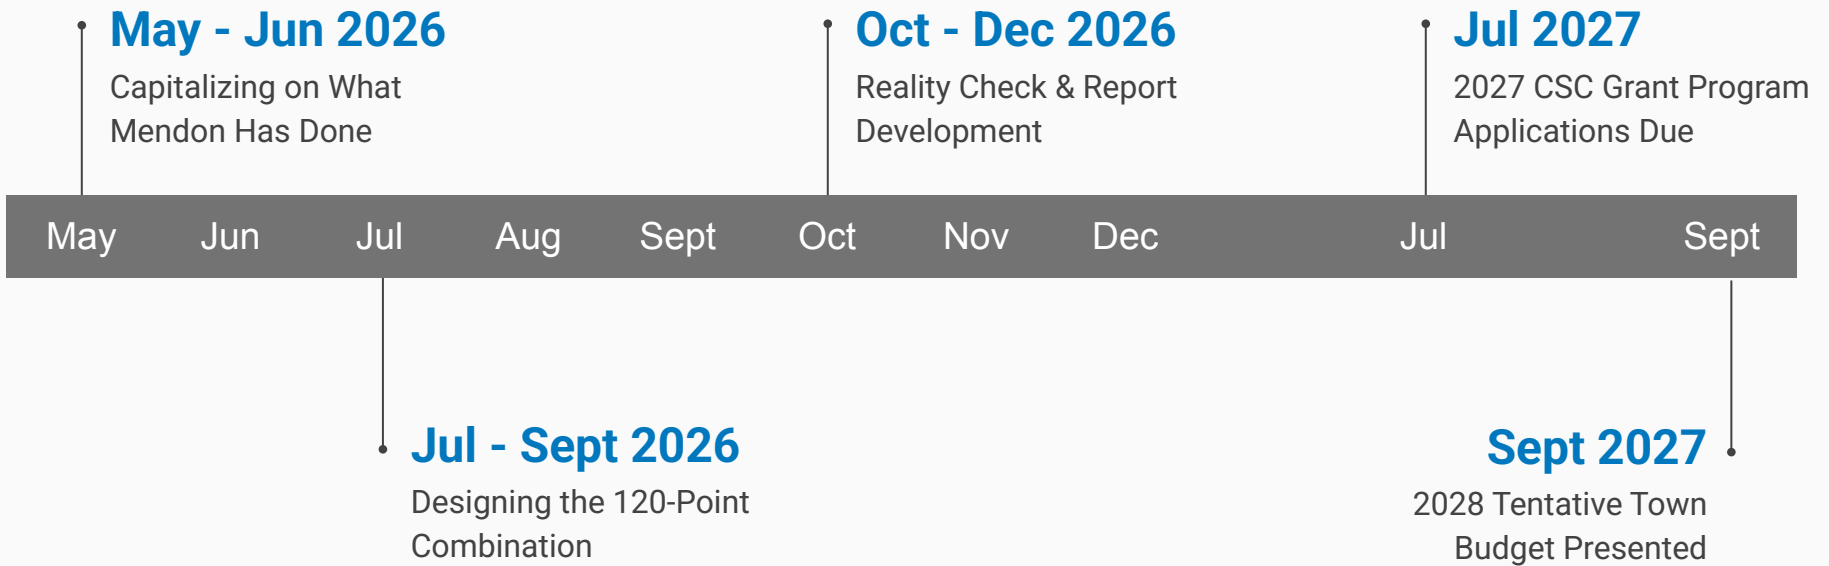 May - Jun 2026
Capitalizing on What
Mendon Has Done
Oct - Dec 2026
Reality Check & Report
Development
Jul 2027
2027 CSC Grant Program
Applications Due
May Jun Jul Aug Sept Oct Nov Dec Jul Sept
Jul - Sept 2026
Designing the 120-Point
Combination
Sept 2027
2028 Tentative Town
Budget Presented